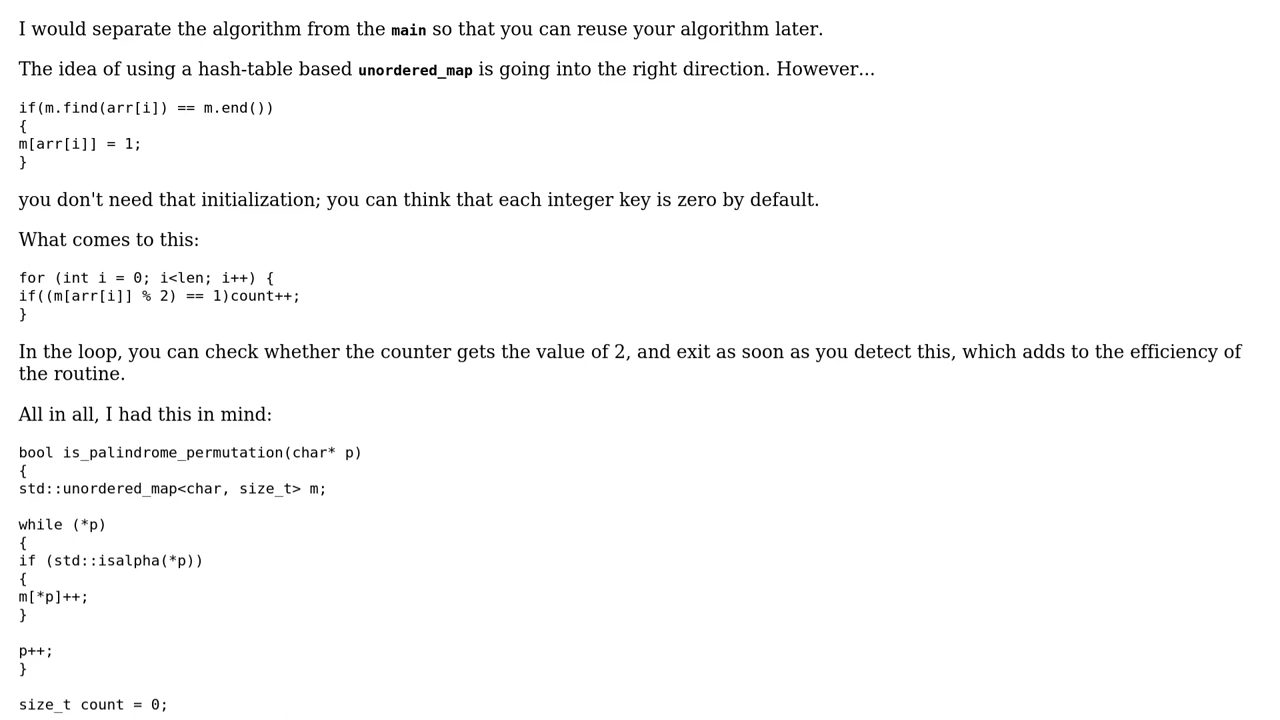 I would separate the algorithm from the main so that you can reuse your algorithm later.
The idea of using a hash-table based unordered_map is going into the right direction. However...
if(m.find(arr[i]) == m.end())
{
m[arr[i]] = 1;
}
you don't need that initialization; you can think that each integer key is zero by default.
What comes to this:
for (int i = 0; i<len; i++) {
if((m[arr[i]] % 2) == 1)count++;
}
In the loop, you can check whether the counter gets the value of 2, and exit as soon as you detect this, which adds to the efficiency of
the routine.
All in all, I had this in mind:
bool is_palindrome_permutation(char* p)
{
std::unordered_map<char, size_t> m;
while (*p)
{
if (std::isalpha(*p))
{
m[*p]++;
}
p++;
}
size_t count = 0;